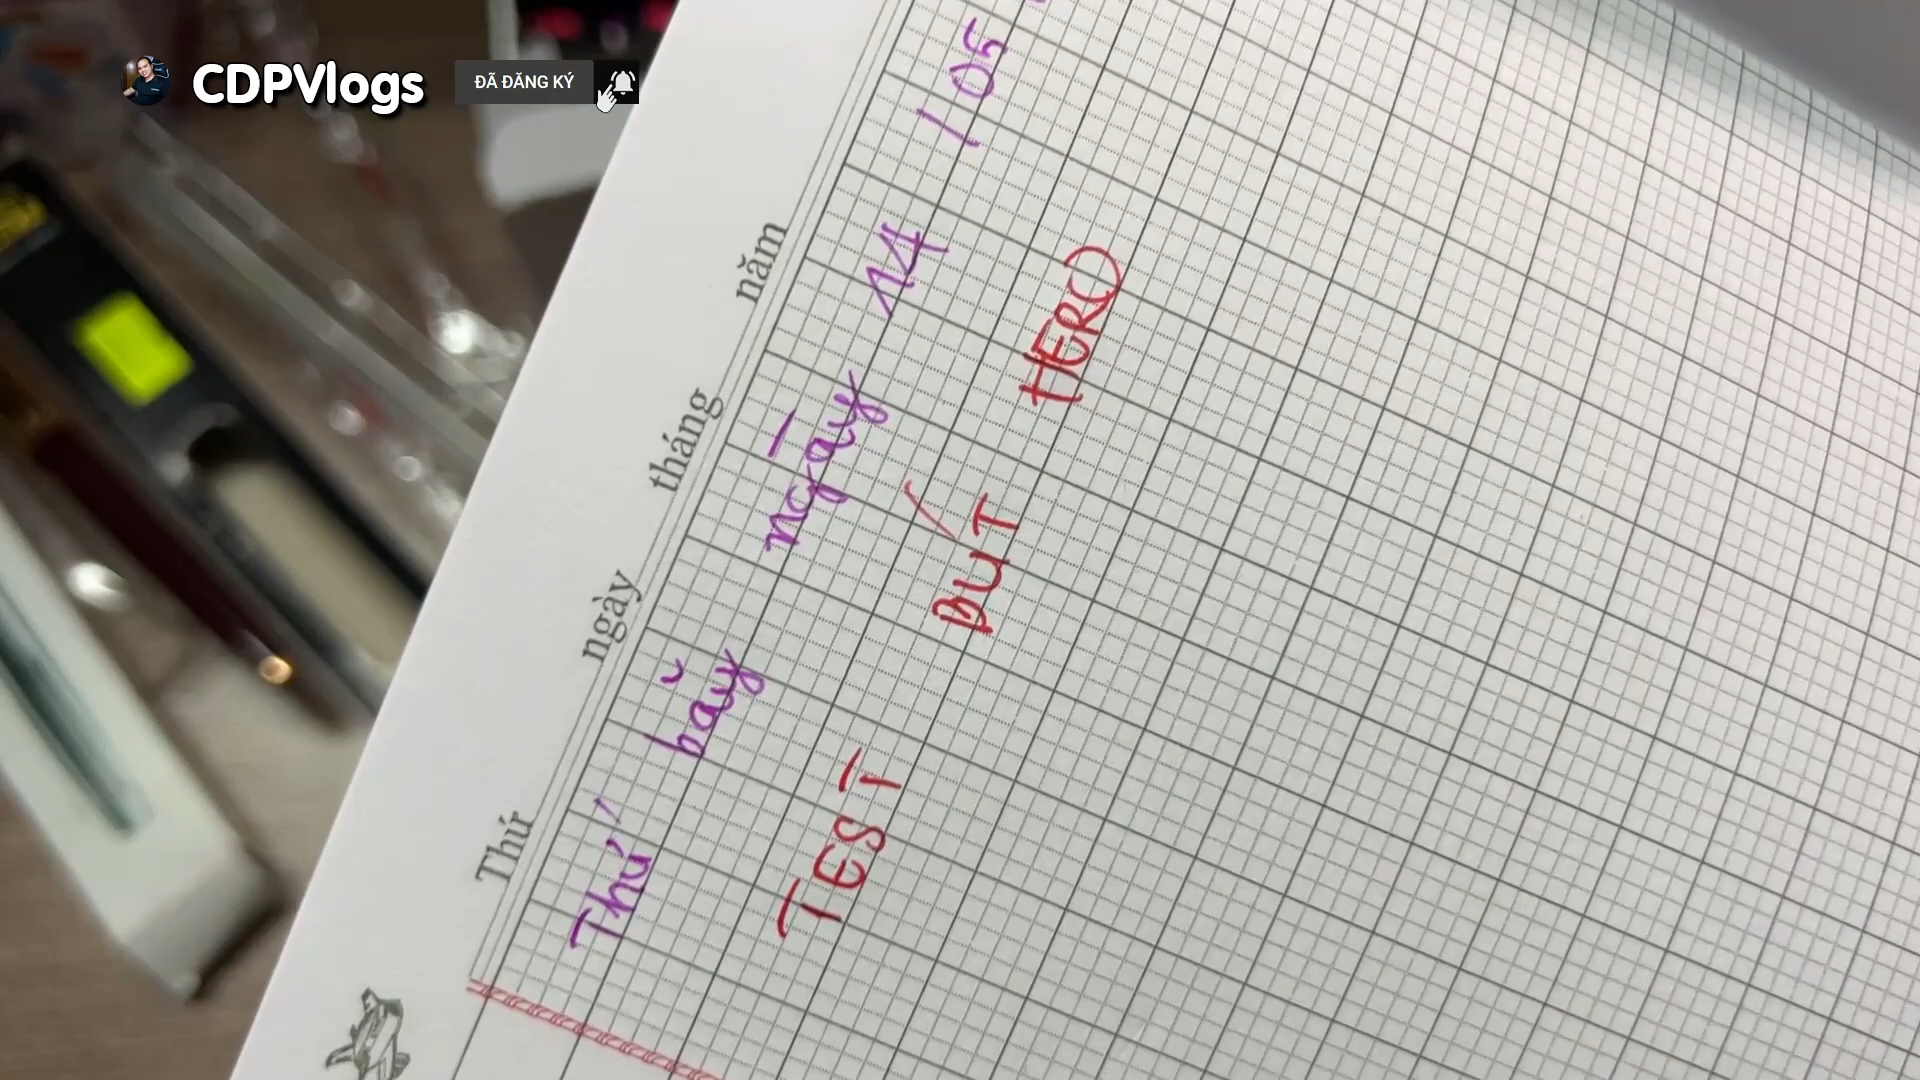 CDPVlogs ĐÃ ĐĂNG KÝ
Thứ ngày tháng năm
Thứ bảy ngày 14 / 05
TEST BÚT HERO